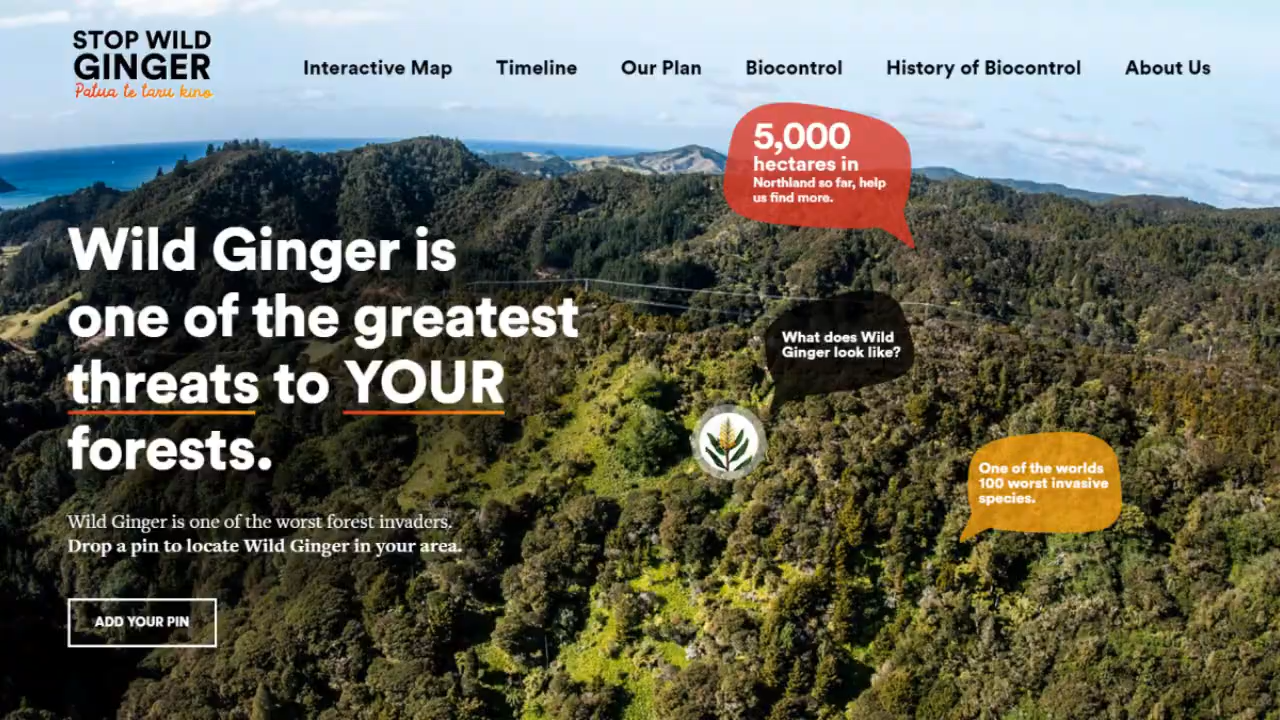 STOP WILD
GINGER
Patua te taru kino
Interactive Map
Timeline
Our Plan
Biocontrol
History of Biocontrol
About Us
5,000
hectares in
Northland so far, help
us find more.
Wild Ginger is
one of the greatest
threats to YOUR
forests.
What does Wild
Ginger look like?
One of the worlds
100 worst invasive
species.
Wild Ginger is one of the worst forest invaders.
Drop a pin to locate Wild Ginger in your area.
ADD YOUR PIN